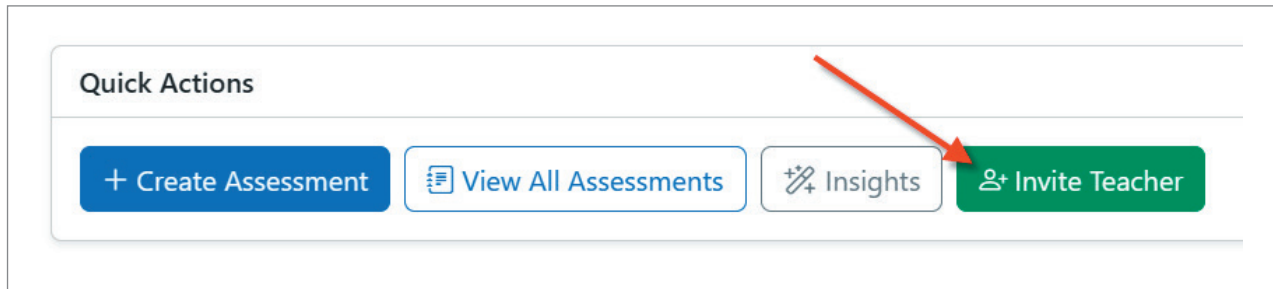 Quick Actions
+ Create Assessment View All Assessments Insights Invite Teacher